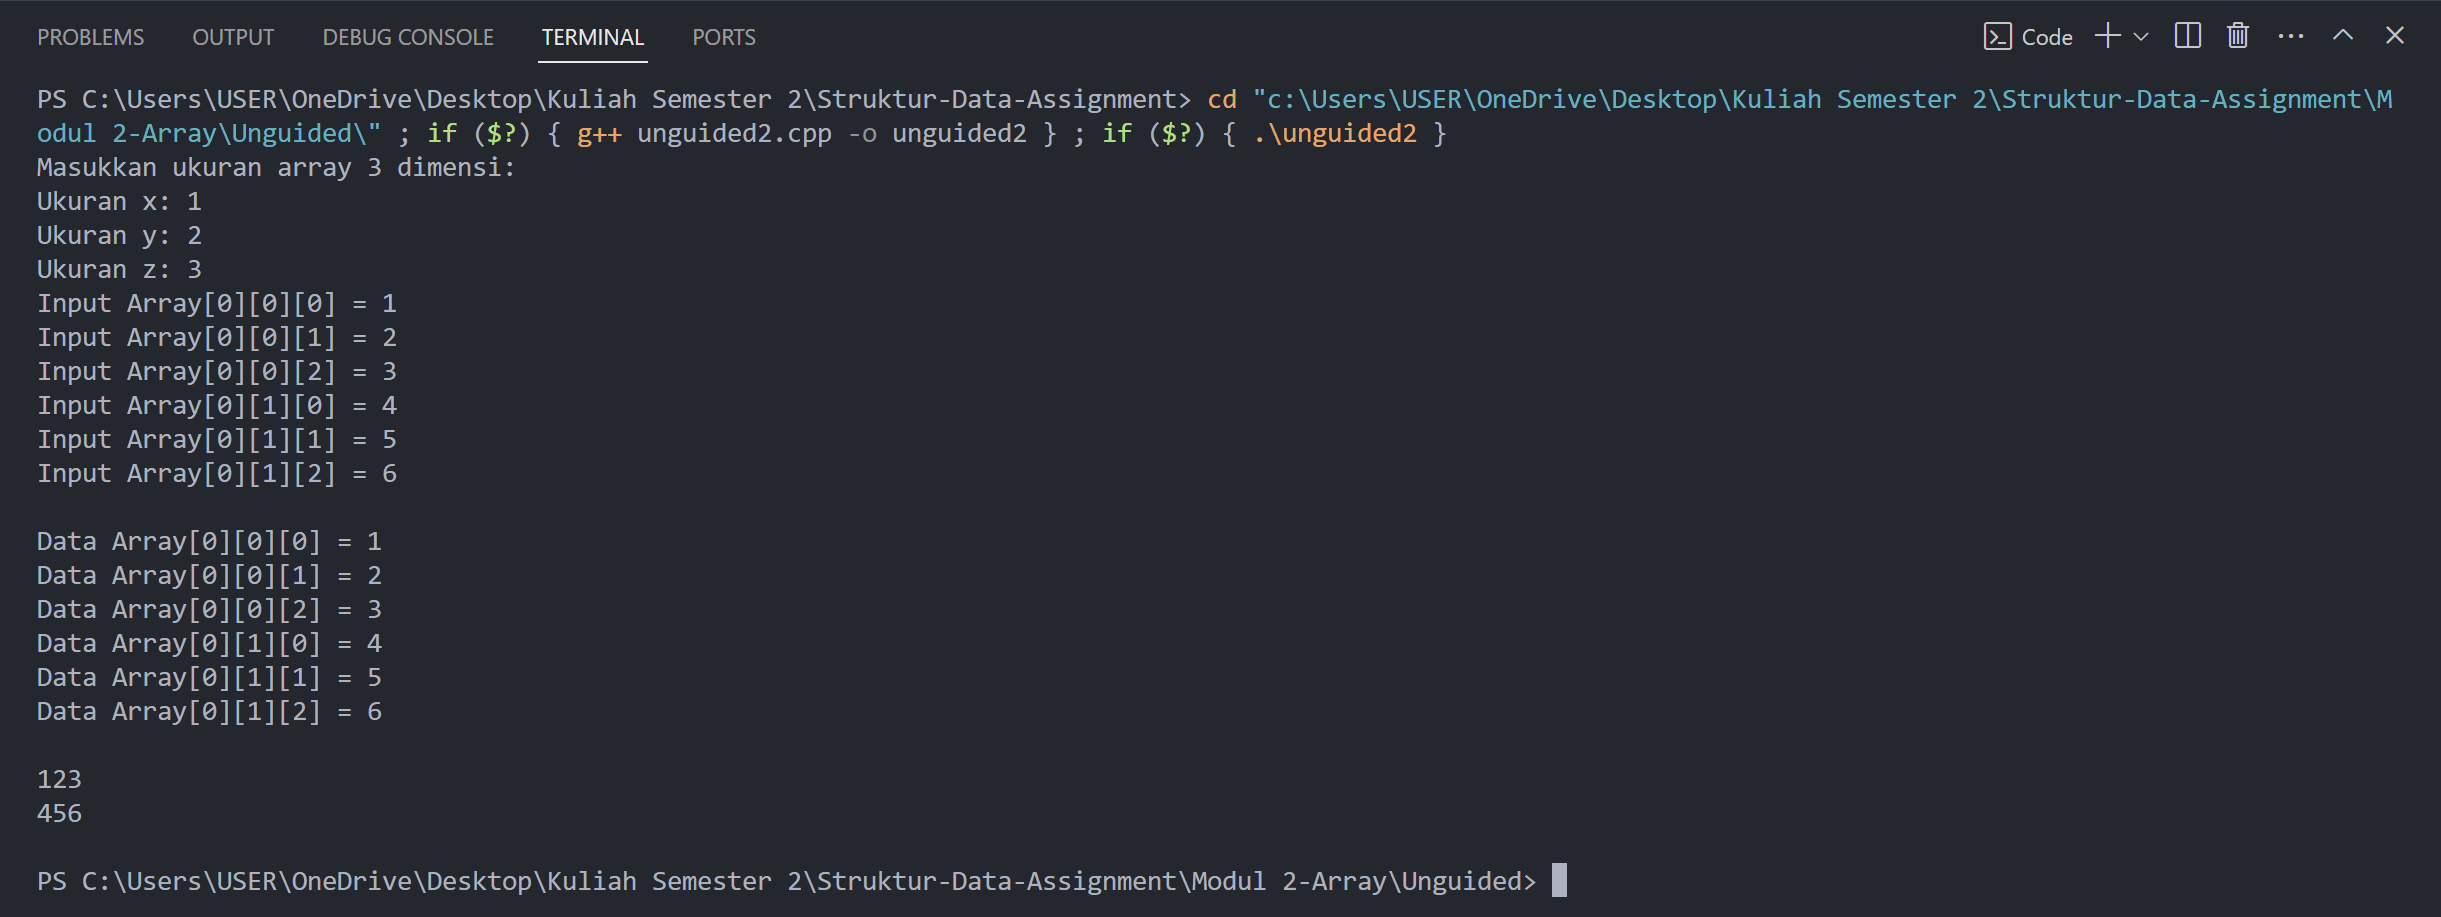 PROBLEMS OUTPUT DEBUG CONSOLE TERMINAL PORTS Code
PS C:\Users\USER\OneDrive\Desktop\Kuliah Semester 2\Struktur-Data-Assignment> cd "c:\Users\USER\OneDrive\Desktop\Kuliah Semester 2\Struktur-Data-Assignment\M
odul 2-Array\Unguided\" ; if ($?) { g++ unguided2.cpp -o unguided2 } ; if ($?) { .\unguided2 }
Masukkan ukuran array 3 dimensi:
Ukuran x: 1
Ukuran y: 2
Ukuran z: 3
Input Array[0][0][0] = 1
Input Array[0][0][1] = 2
Input Array[0][0][2] = 3
Input Array[0][1][0] = 4
Input Array[0][1][1] = 5
Input Array[0][1][2] = 6
Data Array[0][0][0] = 1
Data Array[0][0][1] = 2
Data Array[0][0][2] = 3
Data Array[0][1][0] = 4
Data Array[0][1][1] = 5
Data Array[0][1][2] = 6
123
456
PS C:\Users\USER\OneDrive\Desktop\Kuliah Semester 2\Struktur-Data-Assignment\Modul 2-Array\Unguided>